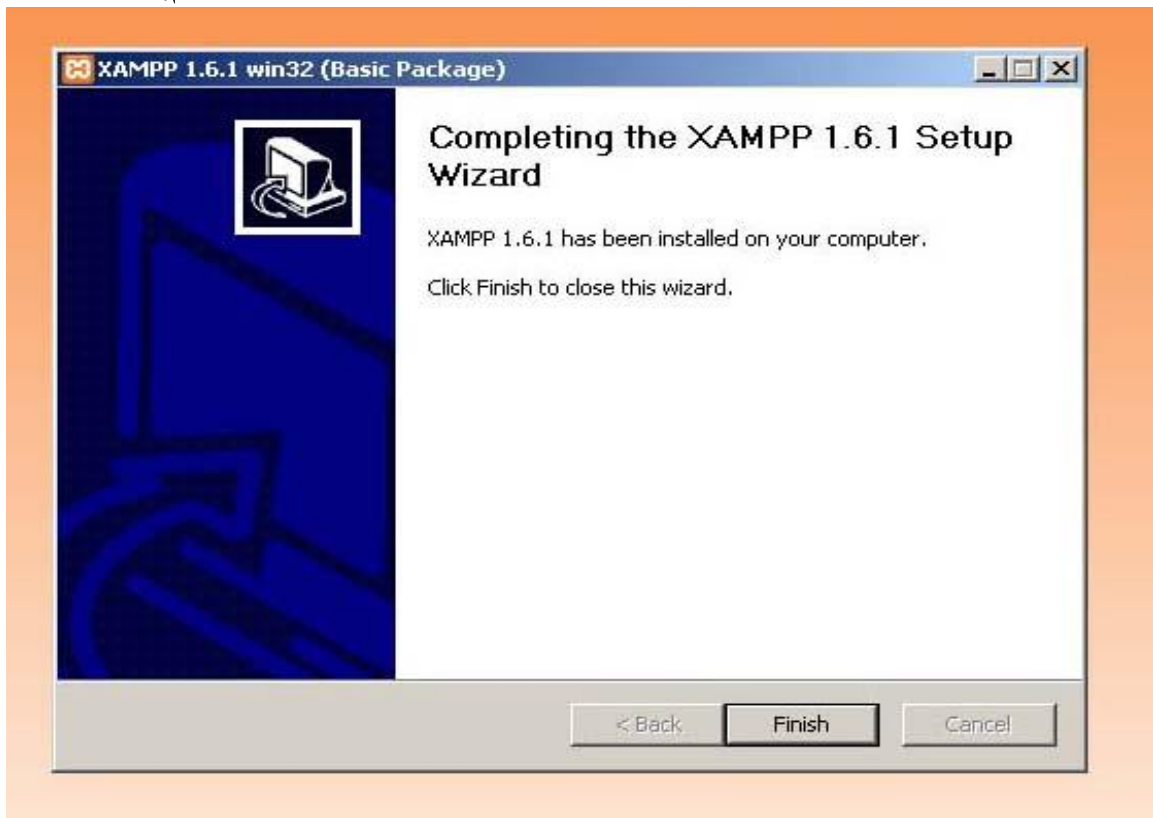 XAMPP 1.6.1 win32 (Basic Package)
Completing the XAMPP 1.6.1 Setup
Wizard
XAMPP 1.6.1 has been installed on your computer.
Click Finish to close this wizard.
< Back
Finish
Cancel